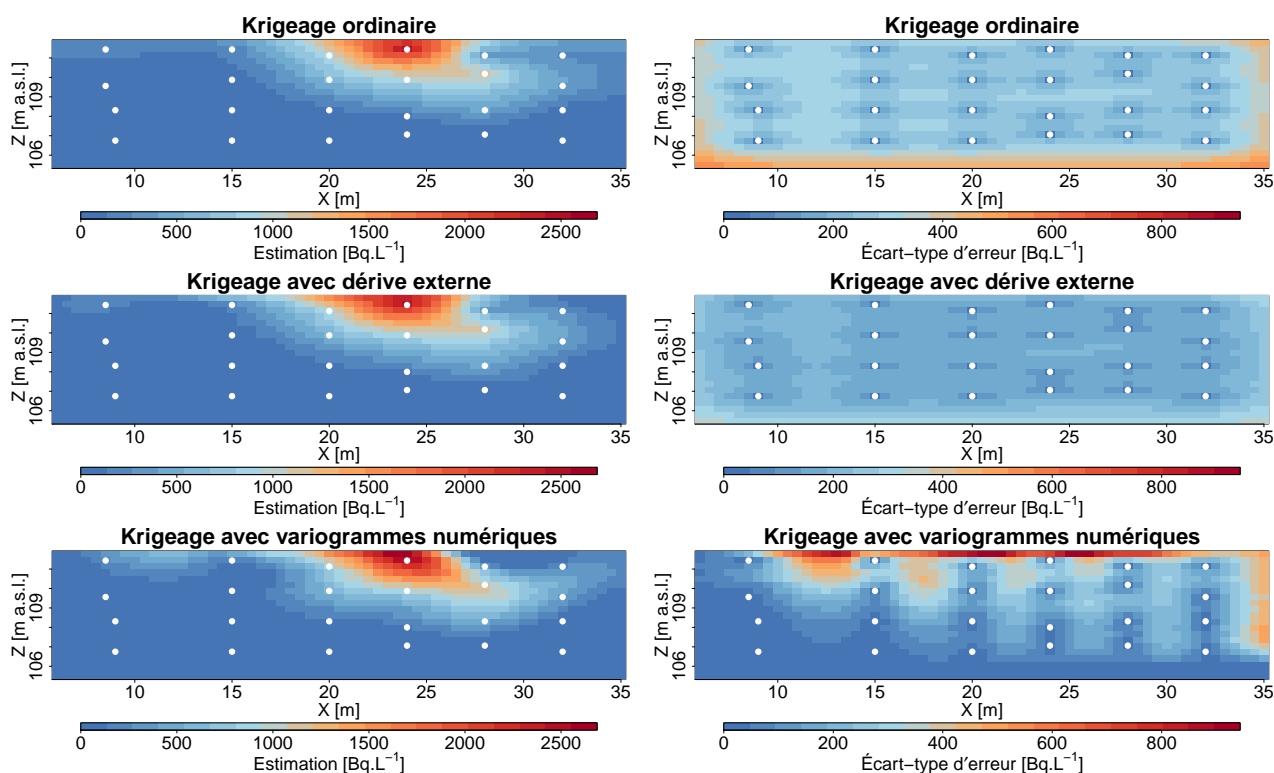 Krigeage ordinaire
Z [m a.s.l.]
109
106
10 15 20 25 30 35
X [m]
0 500 1000 1500 2000 2500
Estimation [Bq.L⁻¹]
Krigeage ordinaire
Z [m a.s.l.]
109
106
10 15 20 25 30 35
X [m]
0 200 400 600 800
Écart−type d′erreur [Bq.L⁻¹]
Krigeage avec dérive externe
Z [m a.s.l.]
109
106
10 15 20 25 30 35
X [m]
0 500 1000 1500 2000 2500
Estimation [Bq.L⁻¹]
Krigeage avec dérive externe
Z [m a.s.l.]
109
106
10 15 20 25 30 35
X [m]
0 200 400 600 800
Écart−type d′erreur [Bq.L⁻¹]
Krigeage avec variogrammes numériques
Z [m a.s.l.]
109
106
10 15 20 25 30 35
X [m]
0 500 1000 1500 2000 2500
Estimation [Bq.L⁻¹]
Krigeage avec variogrammes numériques
Z [m a.s.l.]
109
106
10 15 20 25 30 35
X [m]
0 200 400 600 800
Écart−type d′erreur [Bq.L⁻¹]